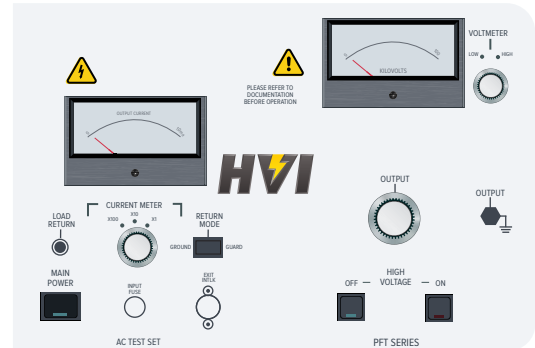 VOLTMETER
LOW
HIGH
KILOVOLTS
PLEASE REFER TO
DOCUMENTATION
BEFORE OPERATION
OUTPUT CURRENT
HVI
OUTPUT
OUTPUT
LOAD
RETURN
CURRENT METER
X100
X10
X1
RETURN
MODE
GROUND
GUARD
MAIN
POWER
INPUT
FUSE
EXIT
INTLK
HIGH
VOLTAGE
OFF
ON
AC TEST SET
PFT SERIES